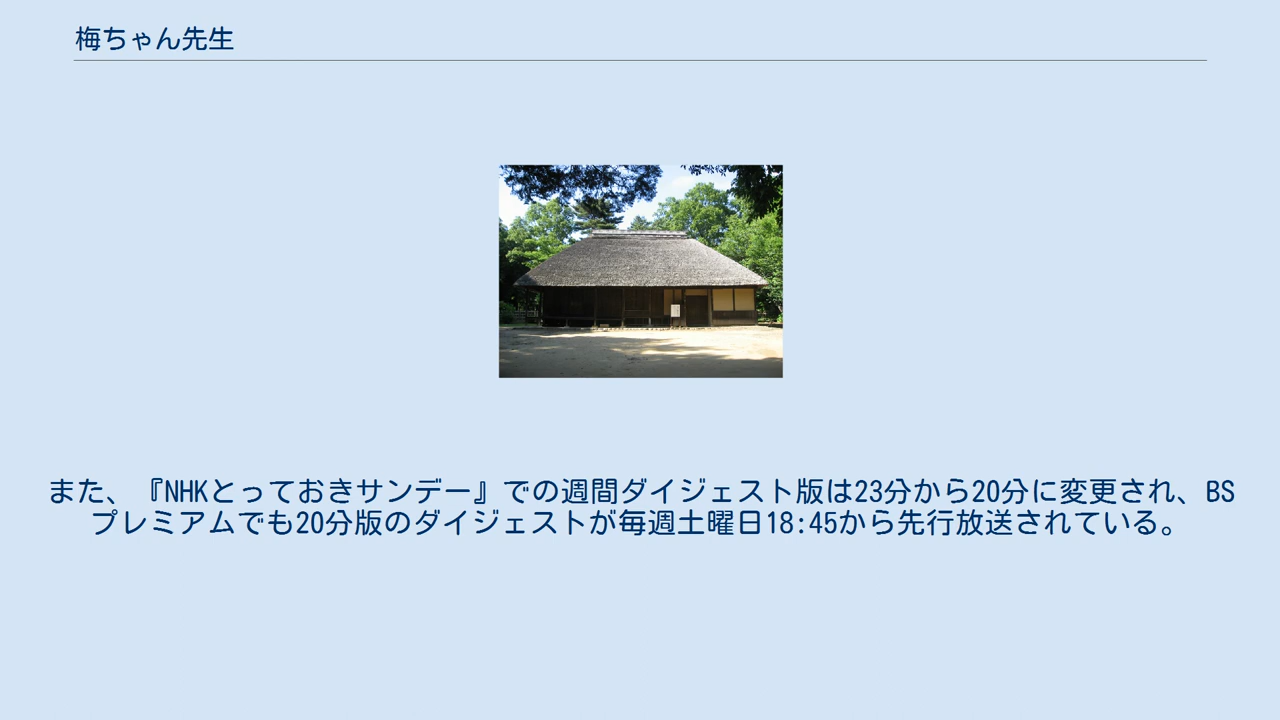 梅ちゃん先生
また、『NHKとっておきサンデー』での週間ダイジェスト版は23分から20分に変更され、BS
プレミアムでも20分版のダイジェストが毎週土曜日18:45から先行放送されている。